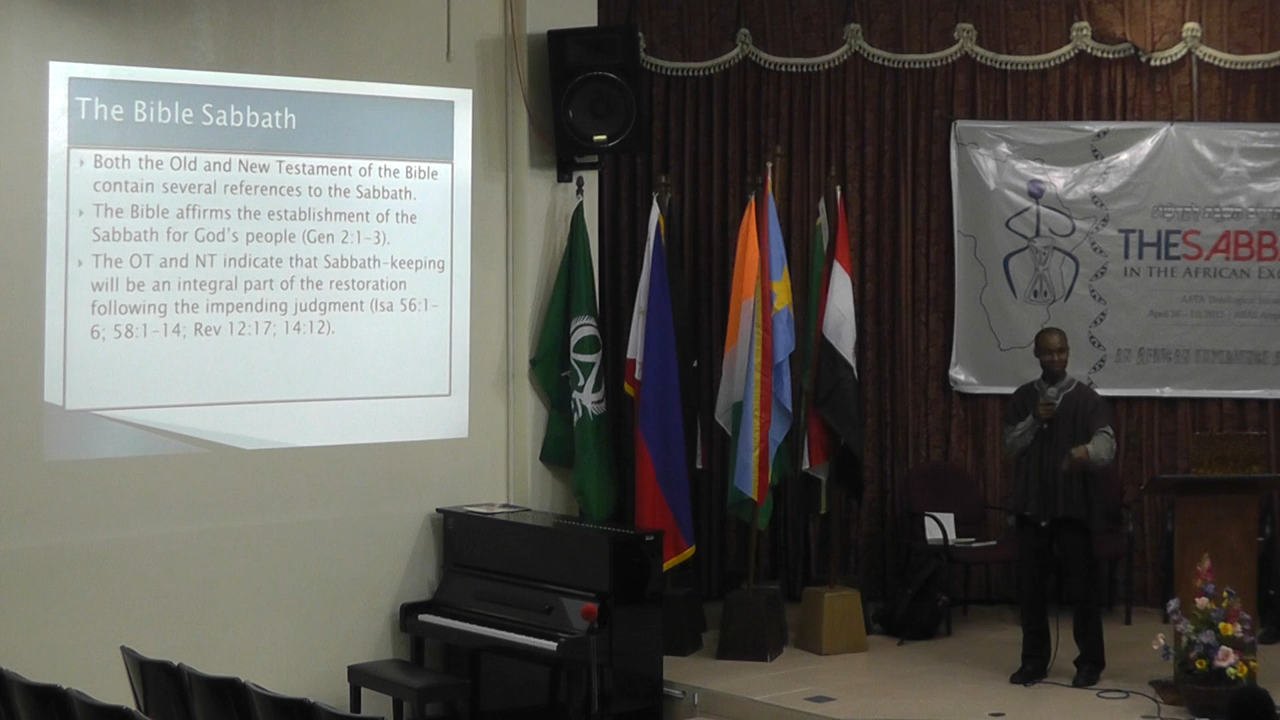 The Bible Sabbath
Both the Old and New Testament of the Bible
contain several references to the Sabbath.
The Bible affirms the establishment of the
Sabbath for God's people (Gen 2:1-3).
The OT and NT indicate that Sabbath-keeping
will be an integral part of the restoration
following the impending judgment (Isa 56:1-
6; 58:1-14; Rev 12:17; 14:12).
THESABB
IN THE AFRICAN EX